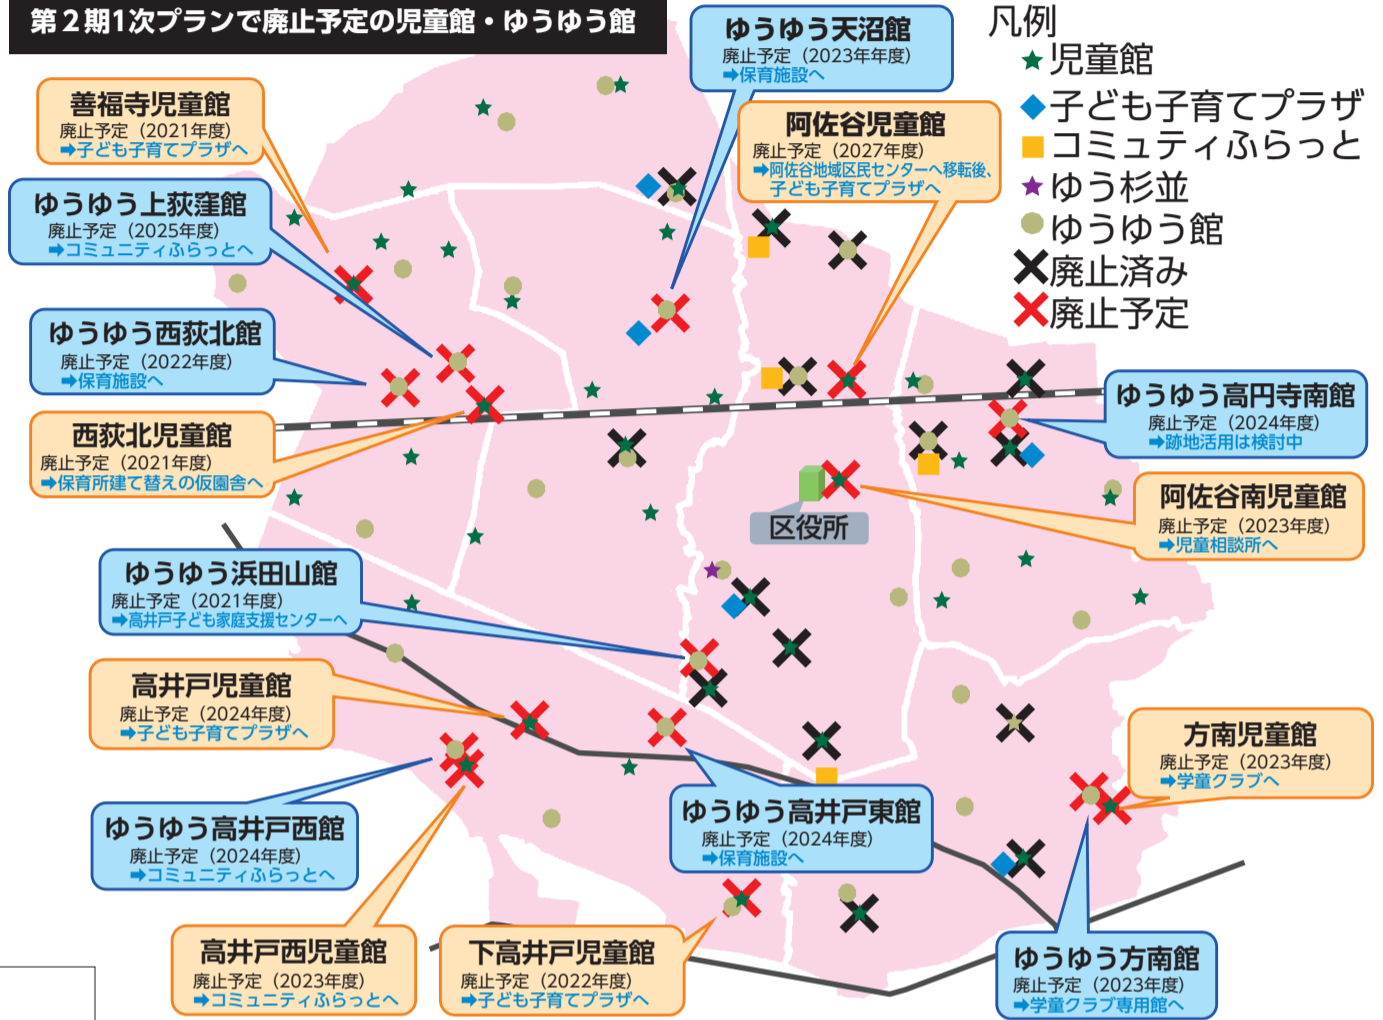 第2期1次プランで廃止予定の児童館・ゆうゆう館
凡例
児童館
子ども子育てプラザ
コミュティふらっと
ゆう杉並
ゆうゆう館
廃止済み
廃止予定
ゆうゆう天沼館
廃止予定（2023年年度）
➡保育施設へ
善福寺児童館
廃止予定（2021年度）
➡子ども子育てプラザへ
阿佐谷児童館
廃止予定（2027年度）
➡阿佐谷地域区民センターへ移転後、
子ども子育てプラザへ
ゆうゆう上荻窪館
廃止予定（2025年度）
➡コミュニティふらっとへ
ゆうゆう西荻北館
廃止予定（2022年度）
➡保育施設へ
西荻北児童館
廃止予定（2021年度）
➡保育所建て替えの仮園舎へ
ゆうゆう高円寺南館
廃止予定（2024年度）
➡跡地活用は検討中
阿佐谷南児童館
廃止予定（2023年度）
➡児童相談所へ
区役所
ゆうゆう浜田山館
廃止予定（2021年度）
➡高井戸子ども家庭支援センターへ
高井戸児童館
廃止予定（2024年度）
➡子ども子育てプラザへ
方南児童館
廃止予定（2023年度）
➡学童クラブへ
ゆうゆう高井戸西館
廃止予定（2024年度）
➡コミュニティふらっとへ
ゆうゆう高井戸東館
廃止予定（2024年度）
➡保育施設へ
高井戸西児童館
廃止予定（2023年度）
➡コミュニティふらっとへ
下高井戸児童館
廃止予定（2022年度）
➡子ども子育てプラザへ
ゆうゆう方南館
廃止予定（2023年度）
➡学童クラブ専用館へ